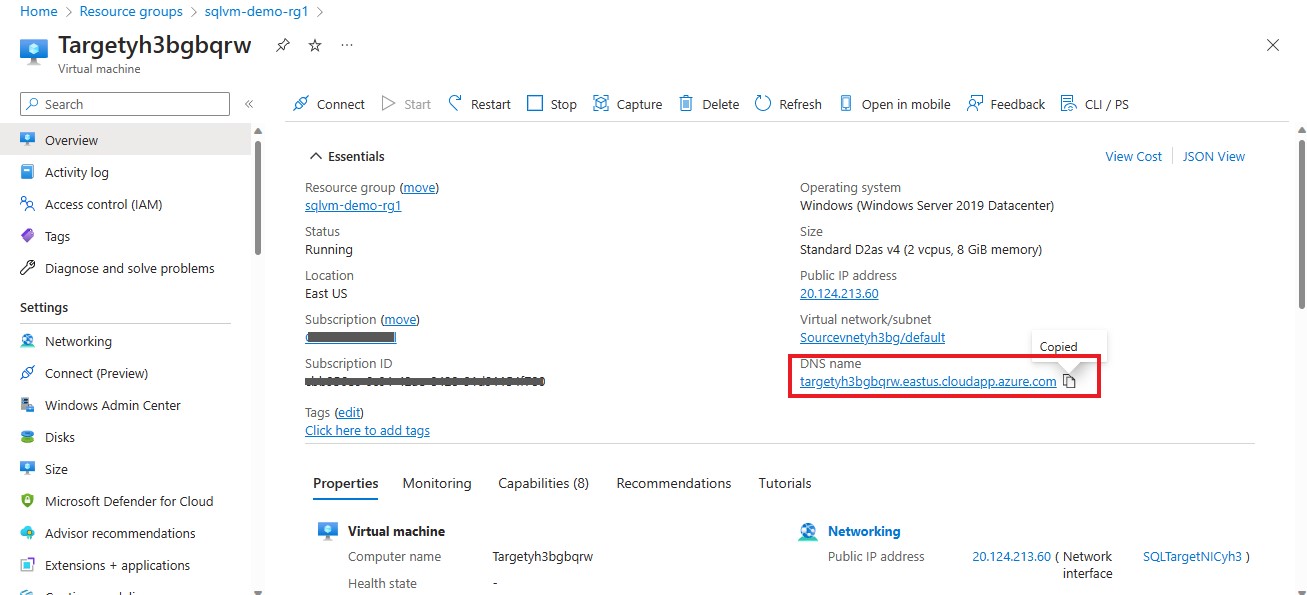 Home > Resource groups > sqlvm-demo-rg1 >
Targetyh3bgbqrw
Virtual machine
Search
Connect Start Restart Stop Capture Delete Refresh Open in mobile Feedback CLI / PS
Overview
Activity log
Access control (IAM)
Tags
Diagnose and solve problems
Settings
Networking
Connect (Preview)
Windows Admin Center
Disks
Size
Microsoft Defender for Cloud
Advisor recommendations
Extensions + applications
Essentials
View Cost JSON View
Resource group (move)
sqlvm-demo-rg1
Status
Running
Location
East US
Subscription (move)
Subscription ID
Tags (edit)
Click here to add tags
Operating system
Windows (Windows Server 2019 Datacenter)
Size
Standard D2as v4 (2 vcpus, 8 GiB memory)
Public IP address
20.124.213.60
Virtual network/subnet
Sourcevnetyh3bg/default
Copied
DNS name
targetyh3bgbqrw.eastus.cloudapp.azure.com
Properties Monitoring Capabilities (8) Recommendations Tutorials
Virtual machine
Computer name Targetyh3bgbqrw
Health state -
Networking
Public IP address 20.124.213.60 ( Network interface SQLTargetNICyh3 )